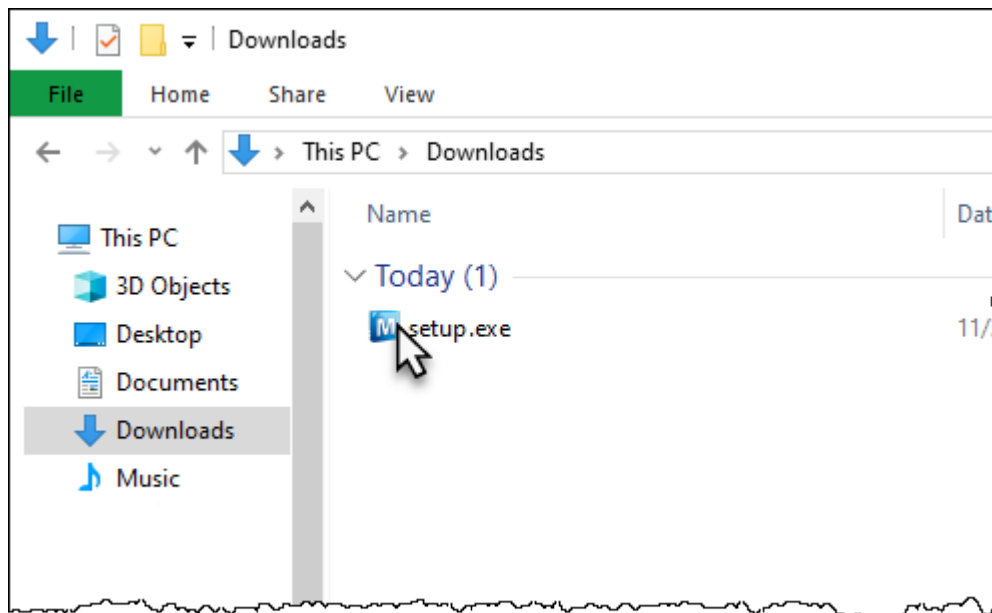 Downloads
File Home Share View
This PC > Downloads
Name
This PC
3D Objects
Desktop
Documents
Downloads
Music
Today (1)
M setup.exe